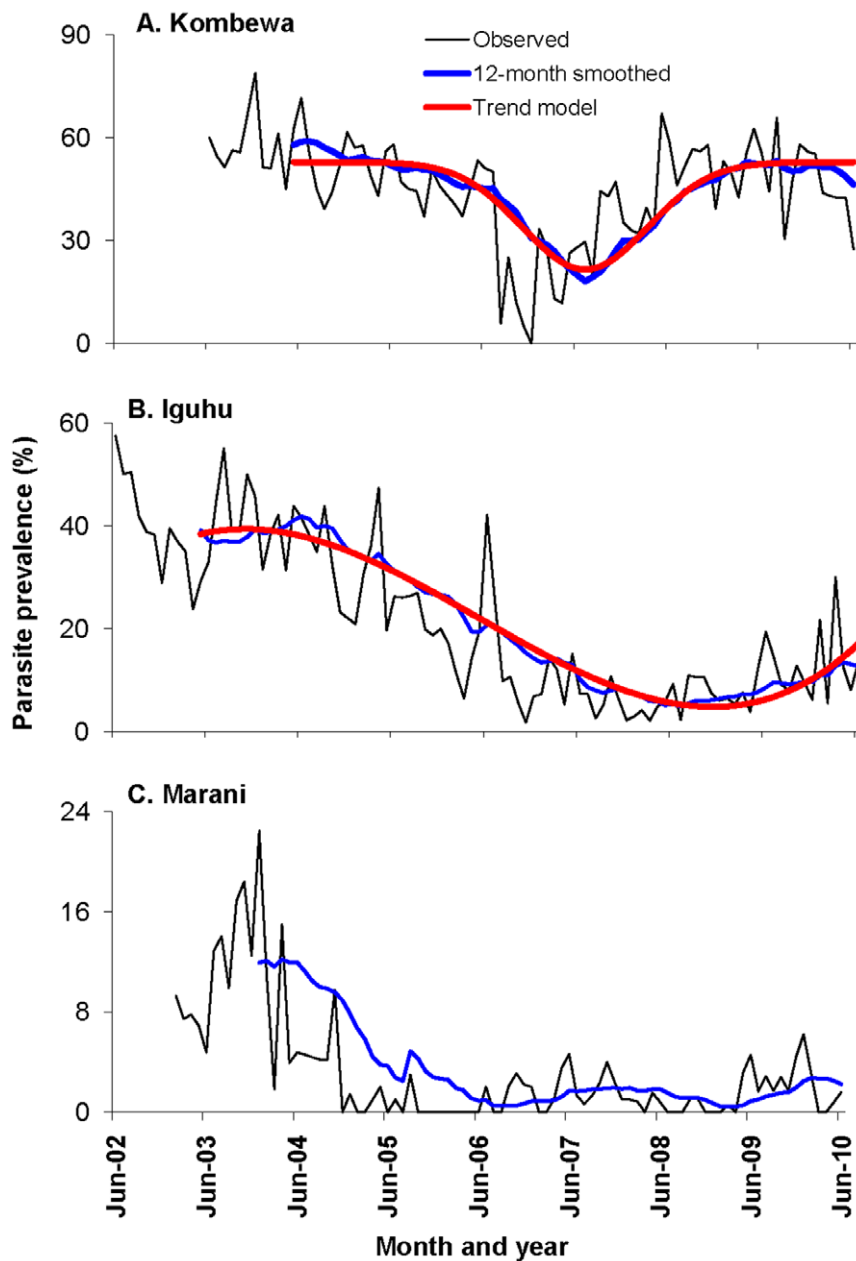 A. Kombewa
Observed
12-month smoothed
Trend model
90
60
30
0
B. Iguhu
60
40
20
0
Parasite prevalence (%)
C. Marani
24
16
8
0
Jun-02
Jun-03
Jun-04
Jun-05
Jun-06
Jun-07
Jun-08
Jun-09
Jun-10
Month and year